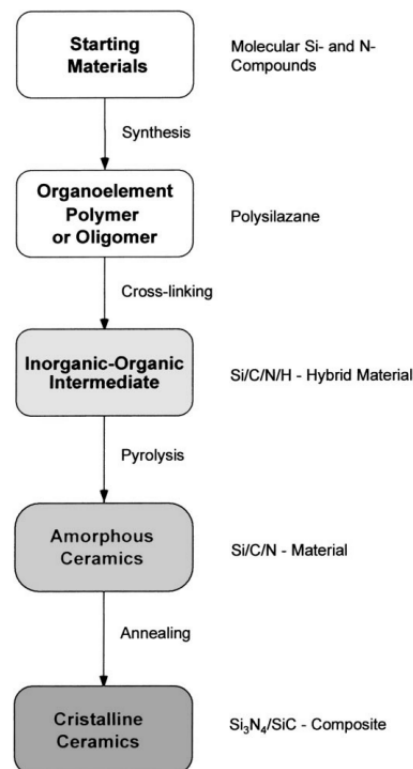 Starting
Materials
Molecular Si- and N-
Compounds
Synthesis
Organoelement
Polymer
or Oligomer
Polysilazane
Cross-linking
Inorganic-Organic
Intermediate
Si/C/N/H - Hybrid Material
Pyrolysis
Amorphous
Ceramics
Si/C/N - Material
Annealing
Cristalline
Ceramics
Si₃N₄/SiC - Composite